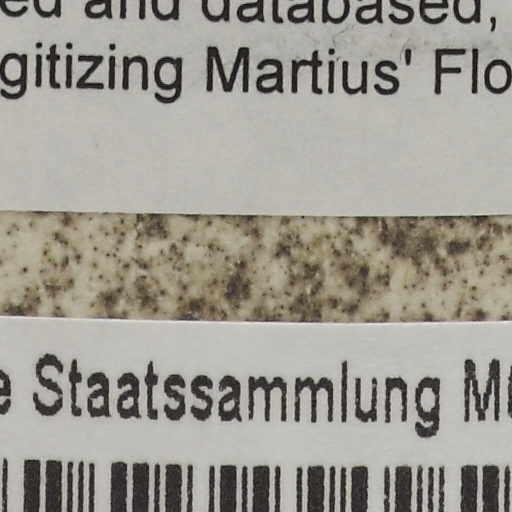 ed and databased,
gitizing Martius' Flo
e Staatssammlung M